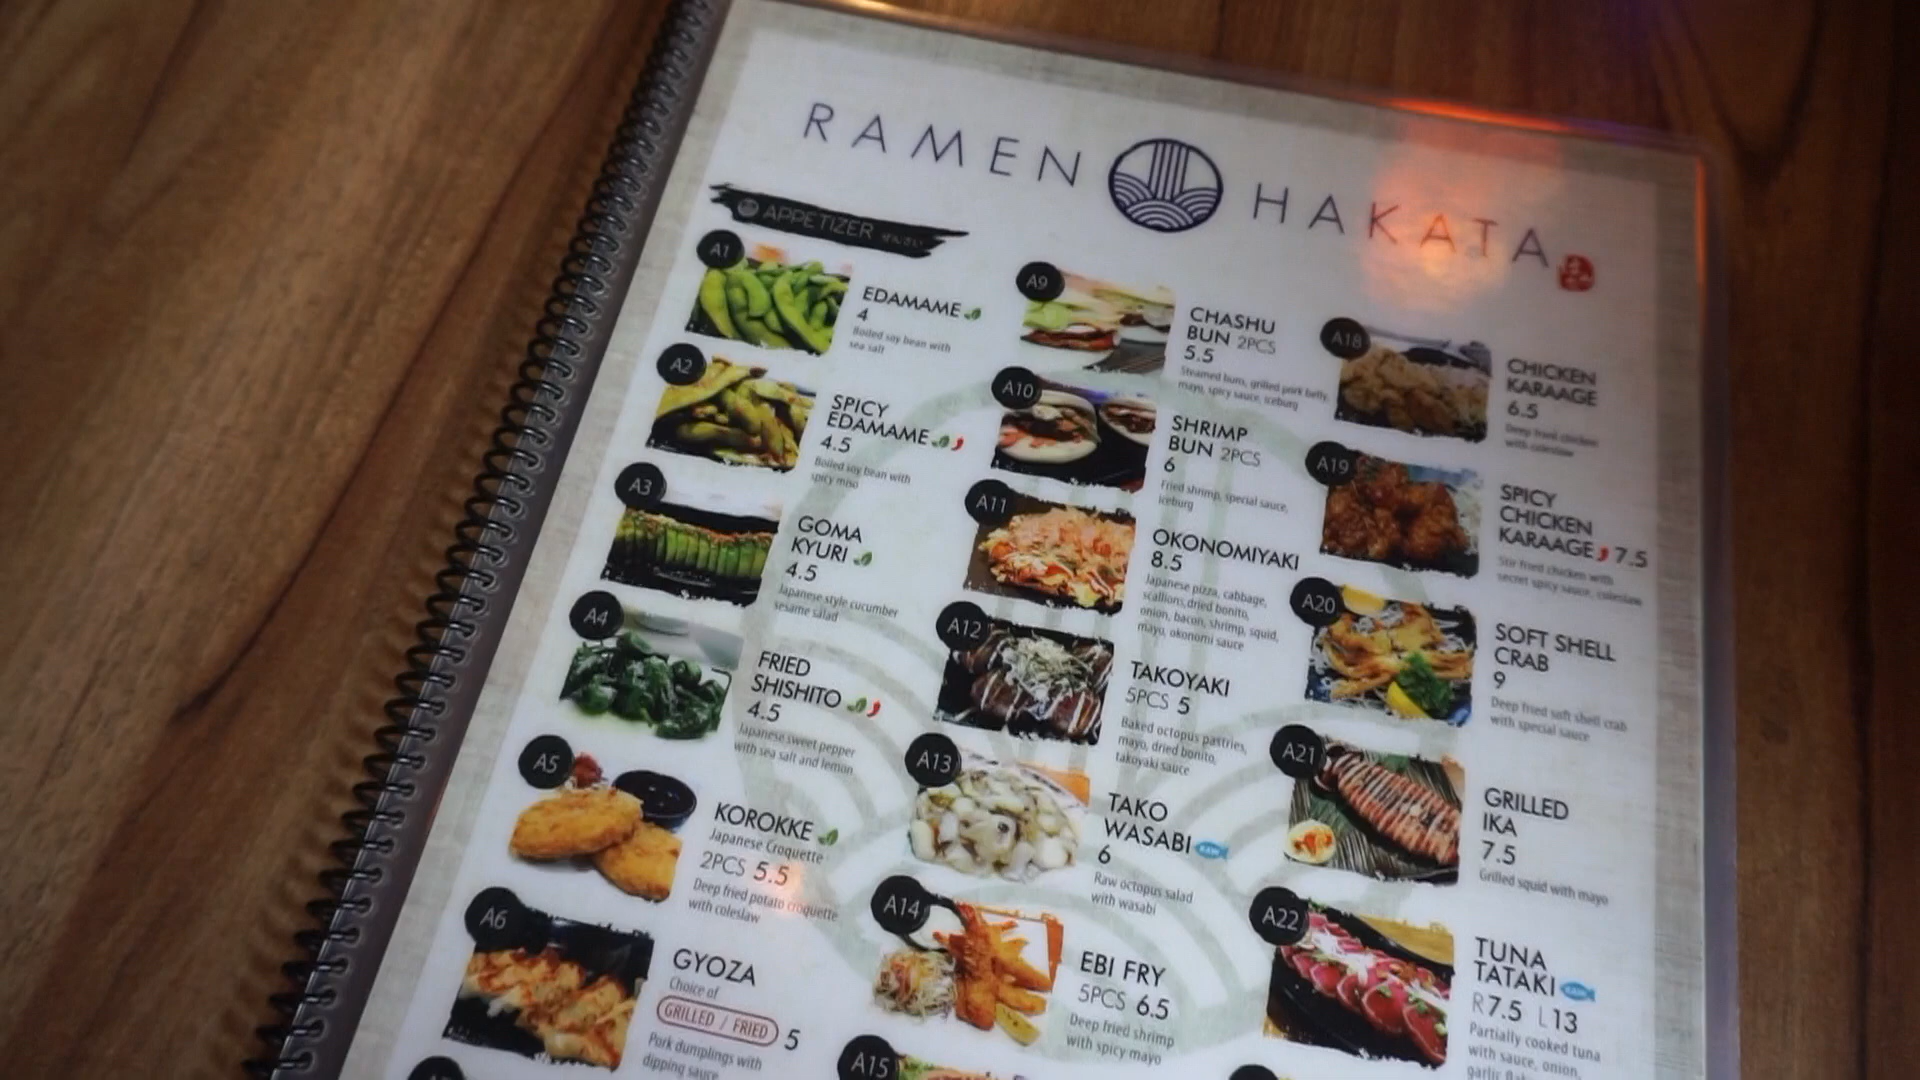 RAMEN HAKATA
APPETIZER ぜんさい
A1
EDAMAME
4
Boiled soy bean with
sea salt
A2
SPICY
EDAMAME
4.5
Boiled soy bean with
spicy miso
A3
GOMA
KYURI
4.5
Japanese style cucumber
sesame salad
A4
FRIED
SHISHITO
4.5
Japanese sweet pepper
with sea salt and lemon
A5
KOROKKE
Japanese Croquette
2PCS 5.5
Deep fried potato croquette
with coleslaw
A6
GYOZA
Choice of
GRILLED / FRIED 5
Pork dumplings with
dipping sauce
A9
CHASHU
BUN 2PCS
5.5
Steamed buns, grilled pork belly,
mayo, spicy sauce, iceburg
A10
SHRIMP
BUN 2PCS
6
Fried shrimp, special sauce,
iceburg
A11
OKONOMIYAKI
8.5
Japanese pizza, cabbage,
scallions, dried bonito,
onion, bacon, shrimp, squid,
mayo, okonomi sauce
A12
TAKOYAKI
5PCS 5
Baked octopus pastries,
mayo, dried bonito,
takoyaki sauce
A13
TAKO
WASABI RAW
6
Raw octopus salad
with wasabi
A14
EBI FRY
5PCS 6.5
Deep fried shrimp
with spicy mayo
A15
A18
CHICKEN
KARAAGE
6.5
Deep fried chicken
with coleslaw
A19
SPICY
CHICKEN
KARAAGE 7.5
Stir fried chicken with
secret spicy sauce, coleslaw
A20
SOFT SHELL
CRAB
9
Deep fried soft shell crab
with special sauce
A21
GRILLED
IKA
7.5
Grilled squid with mayo
A22
TUNA
TATAKI RAW
R 7.5 L 13
Partially cooked tuna
with sauce, onion,
garlic